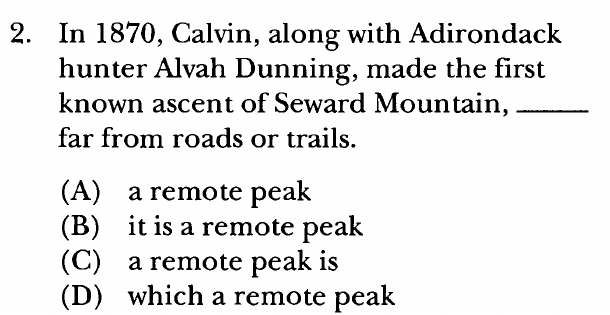 2. In 1870, Calvin, along with Adirondack
hunter Alvah Dunning, made the first
known ascent of Seward Mountain, _____
far from roads or trails.
(A) a remote peak
(B) it is a remote peak
(C) a remote peak is
(D) which a remote peak